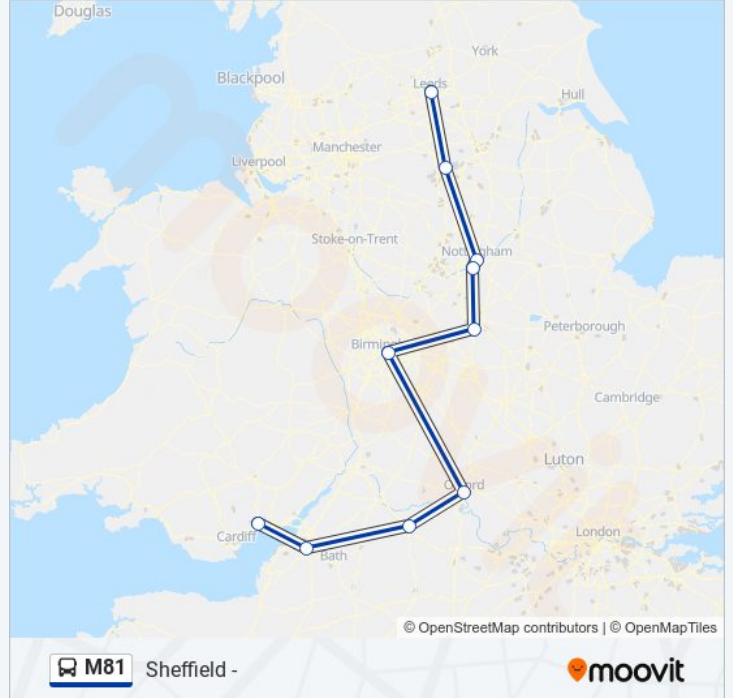 Douglas
York
Blackpool
Leeds
Hull
Manchester
Liverpool
Stoke-on-Trent
Peterborough
Cambridge
Luton
London
Cardiff
Bath
© OpenStreetMap contributors | © OpenMapTiles
M81 Sheffield -
moovit